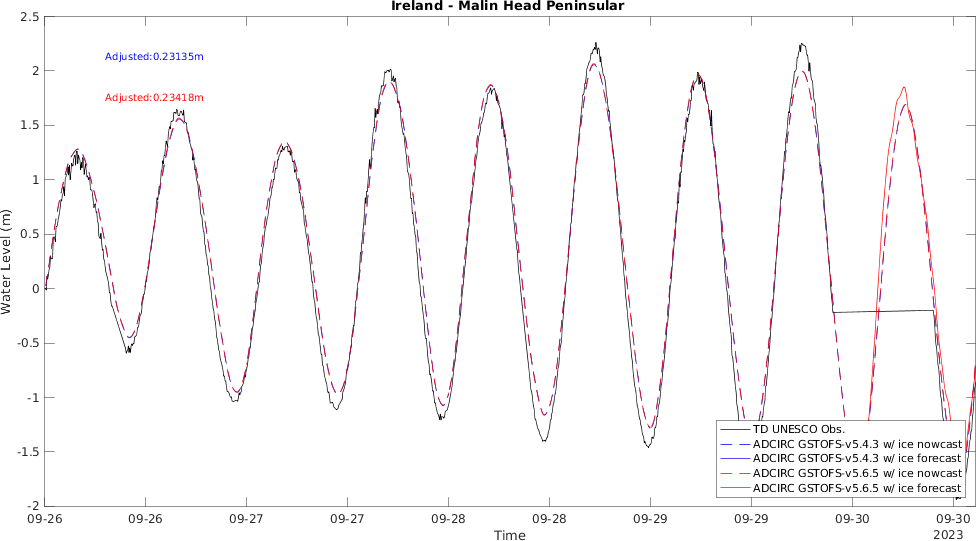 Ireland - Malin Head Peninsular
2.5
2
1.5
1
0.5
0
-0.5
-1
-1.5
-2
Water Level (m)
Adjusted:0.23135m
Adjusted:0.23418m
TD UNESCO Obs.
ADCIRC GSTOFS-v5.4.3 w/ ice nowcast
ADCIRC GSTOFS-v5.4.3 w/ ice forecast
ADCIRC GSTOFS-v5.6.5 w/ ice nowcast
ADCIRC GSTOFS-v5.6.5 w/ ice forecast
09-26 09-26 09-27 09-27 09-28 09-28 09-29 09-29 09-30 09-30
Time
2023